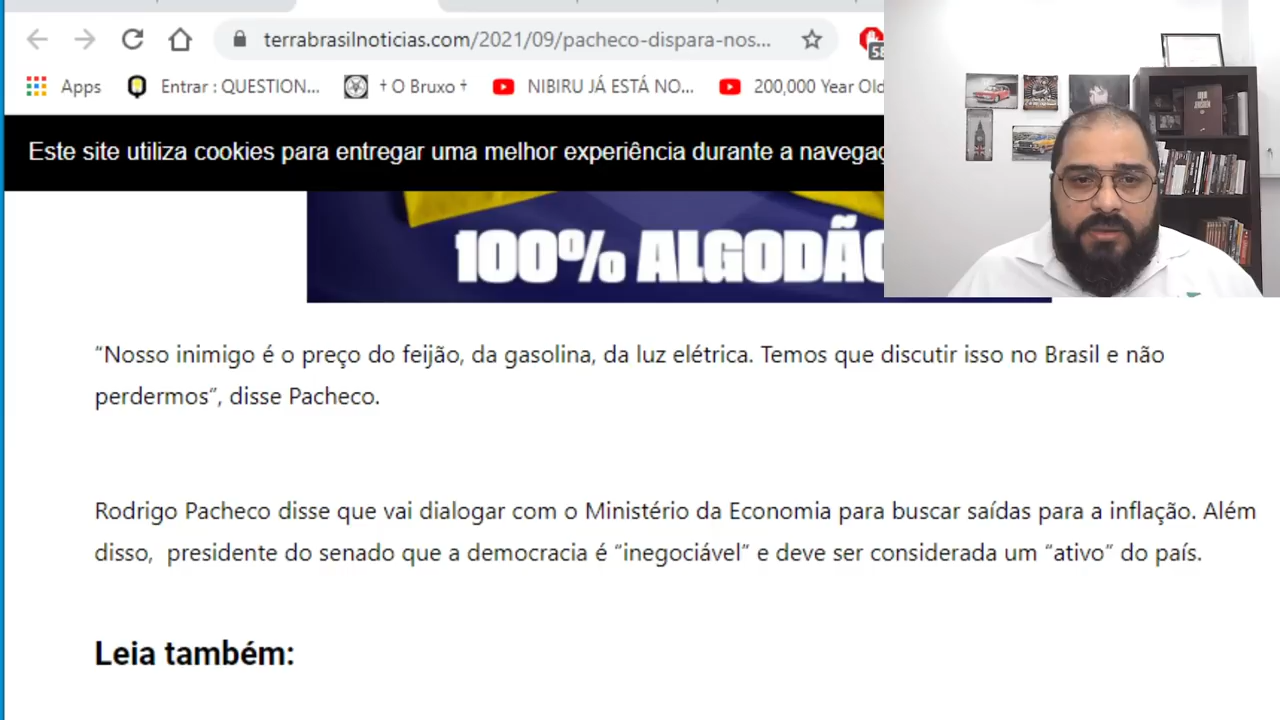 terrabrasilnoticias.com/2021/09/pacheco-dispara-nos...
Apps Entrar : QUESTION... † O Bruxo † NIBIRU JÁ ESTÁ NO... 200,000 Year Old
Este site utiliza cookies para entregar uma melhor experiência durante a navegaç
100% ALGODÃO
“Nosso inimigo é o preço do feijão, da gasolina, da luz elétrica. Temos que discutir isso no Brasil e não
perdermos”, disse Pacheco.
Rodrigo Pacheco disse que vai dialogar com o Ministério da Economia para buscar saídas para a inflação. Além
disso, presidente do senado que a democracia é “inegociável” e deve ser considerada um “ativo” do país.
Leia também: